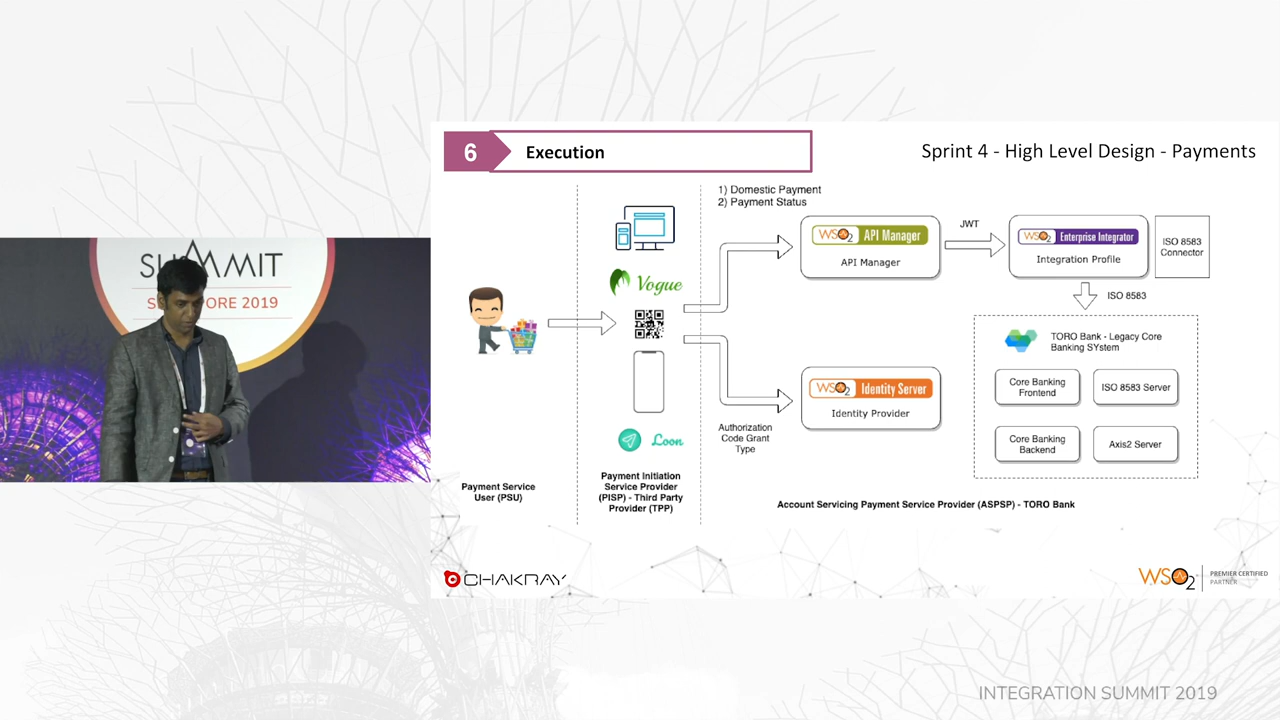 6
Execution
Sprint 4 - High Level Design - Payments
1) Domestic Payment
2) Payment Status
WSO2 API Manager
API Manager
JWT
WSO2 Enterprise Integrator
Integration Profile
ISO 8583
Connector
ISO 8583
Vogue
TORO Bank - Legacy Core
Banking SYstem
Core Banking
Frontend
ISO 8583 Server
Core Banking
Backend
Axis2 Server
WSO2 Identity Server
Identity Provider
Authorization
Code Grant
Type
Loon
Payment Service
User (PSU)
Payment Initiation
Service Provider
(PISP) - Third Party
Provider (TPP)
Account Servicing Payment Service Provider (ASPSP) - TORO Bank
CHAKRAY
WSO2
PREMIER CERTIFIED
PARTNER
SUMMIT
2019
INTEGRATION SUMMIT 2019